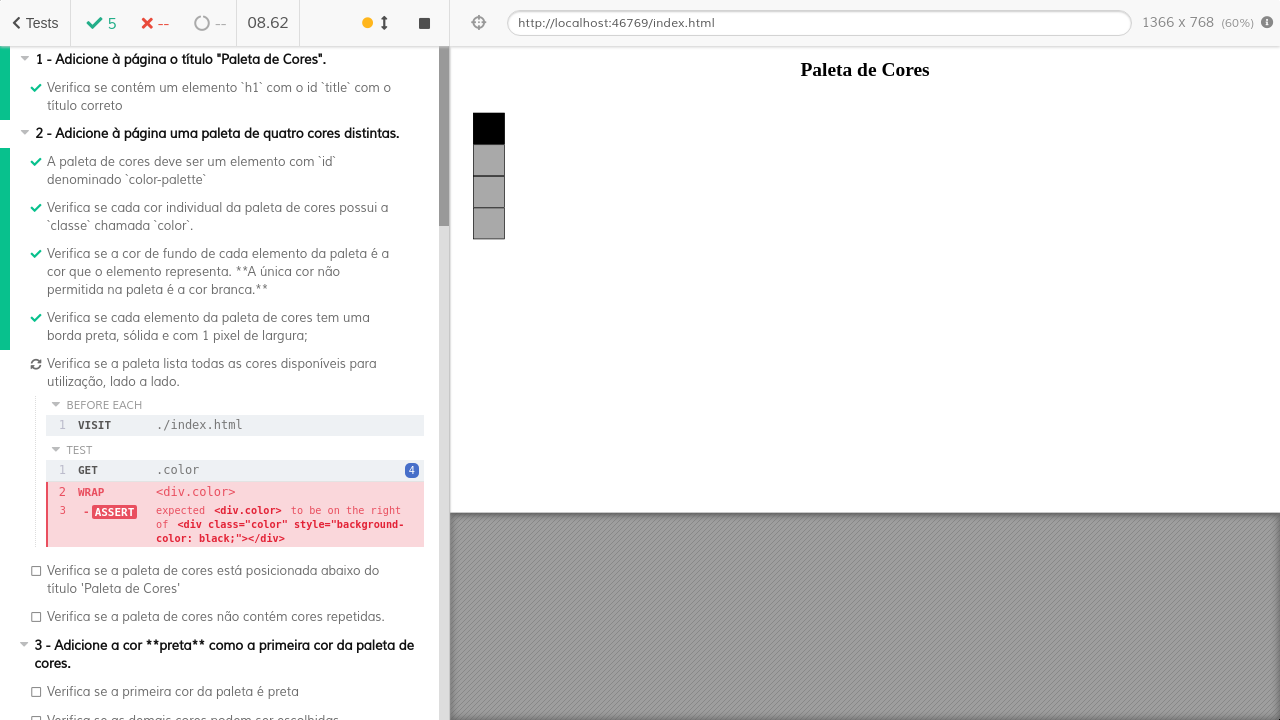 Tests
5
--
--
08.62
http://localhost:46769/index.html
1366 x 768 (60%)
1 - Adicione à página o título "Paleta de Cores".
Verifica se contém um elemento `h1` com o id `title` com o
título correto
2 - Adicione à página uma paleta de quatro cores distintas.
A paleta de cores deve ser um elemento com `id`
denominado `color-palette`
Verifica se cada cor individual da paleta de cores possui a
`classe` chamada `color`.
Verifica se a cor de fundo de cada elemento da paleta é a
cor que o elemento representa. **A única cor não
permitida na paleta é a cor branca.**
Verifica se cada elemento da paleta de cores tem uma
borda preta, sólida e com 1 pixel de largura;
Verifica se a paleta lista todas as cores disponíveis para
utilização, lado a lado.
BEFORE EACH
1 VISIT ./index.html
TEST
1 GET .color 4
2 WRAP <div.color>
3 -ASSERT expected <div.color> to be on the right
of <div class="color" style="background-
color: black;"></div>
Verifica se a paleta de cores está posicionada abaixo do
título 'Paleta de Cores'
Verifica se a paleta de cores não contém cores repetidas.
3 - Adicione a cor **preta** como a primeira cor da paleta de
cores.
Verifica se a primeira cor da paleta é preta
Verifica se as demais cores podem ser escolhidas
Paleta de Cores